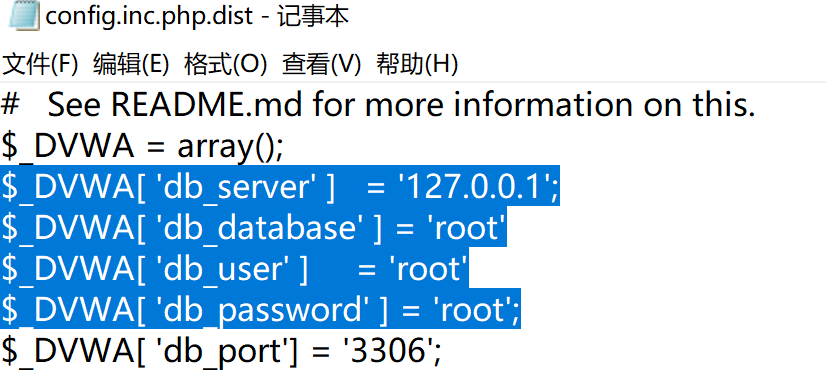 config.inc.php.dist - 记事本
文件(F) 编辑(E) 格式(O) 查看(V) 帮助(H)
#   See README.md for more information on this.
$_DVWA = array();
$_DVWA[ 'db_server' ]   = '127.0.0.1';
$_DVWA[ 'db_database' ] = 'root'
$_DVWA[ 'db_user' ]     = 'root'
$_DVWA[ 'db_password' ] = 'root';
$_DVWA[ 'db_port'] = '3306';